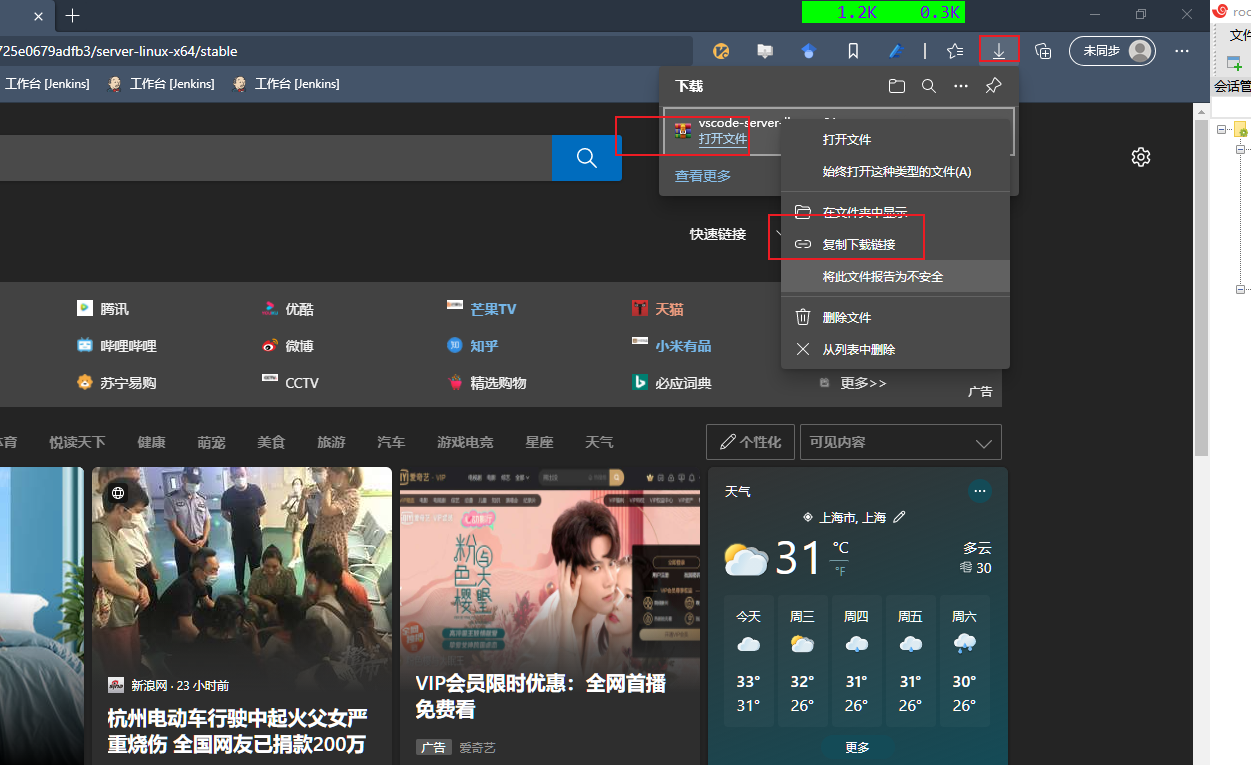 1.2K 0.3K
roc
725e0679adfb3/server-linux-x64/stable
未同步
文件
工作台 [Jenkins]
工作台 [Jenkins]
工作台 [Jenkins]
会话管
下载
vscode-server-
打开文件
查看更多
打开文件
始终打开这种类型的文件(A)
在文件夹中显示
复制下载链接
将此文件报告为不安全
删除文件
从列表中删除
快速链接
腾讯
优酷
芒果TV
天猫
哔哩哔哩
微博
知乎
小米有品
苏宁易购
CCTV
精选购物
必应词典
更多>>
广告
体育
悦读天下
健康
萌宠
美食
旅游
汽车
游戏电竞
星座
天气
个性化
可见内容
新浪网 · 23 小时前
杭州电动车行驶中起火父女严
重烧伤 全国网友已捐款200万
爱奇艺 · VIP
粉色与天樱墅
VIP会员限时优惠：全网首播
免费看
广告 爱奇艺
天气
上海市, 上海
31 °C
°F
多云
30
今天 周三 周四 周五 周六
33° 32° 31° 31° 30°
31° 26° 26° 26° 26°
更多